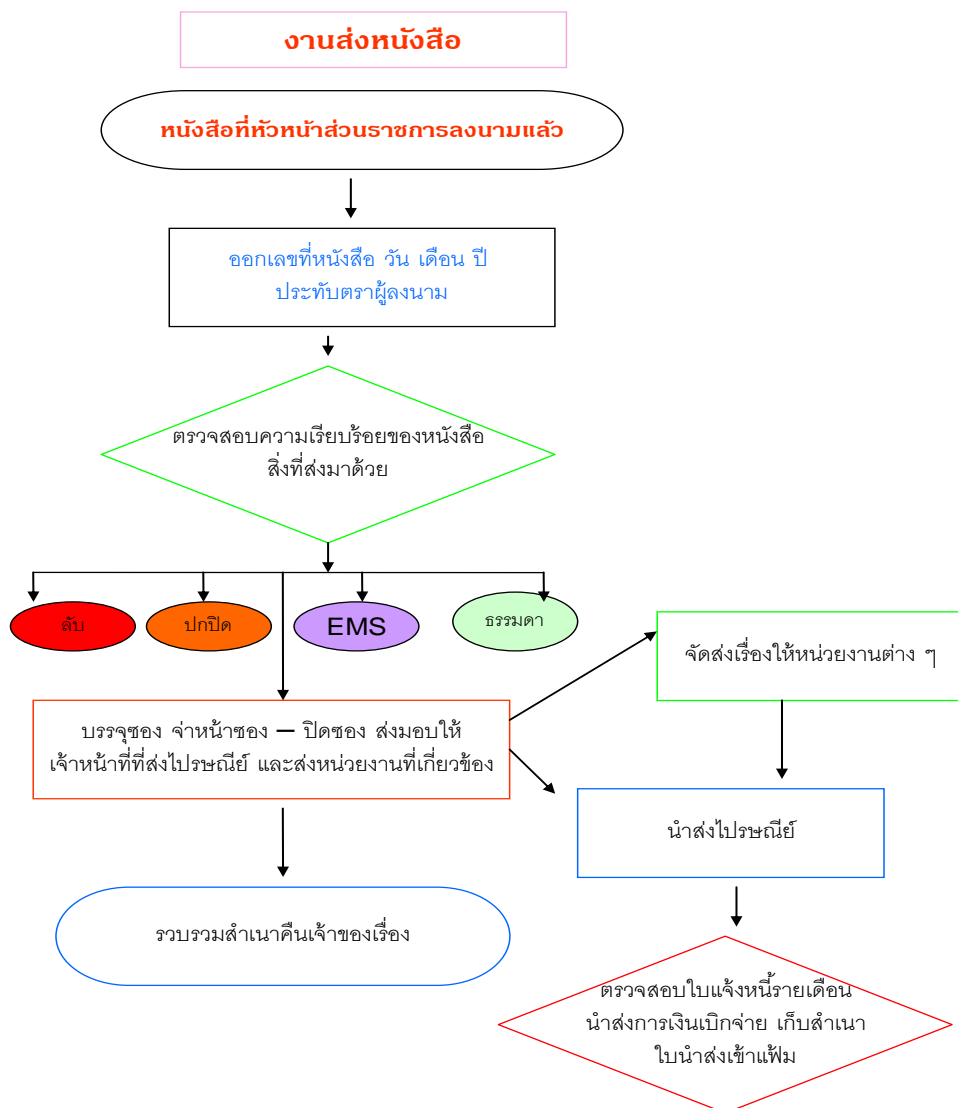 งานส่งหนังสือ
หนังสือที่หัวหน้าส่วนราชการลงนามแล้ว
ออกเลขที่หนังสือ วัน เดือน ปี
ประทับตราผู้ลงนาม
ตรวจสอบความเรียบร้อยของหนังสือ
สิ่งที่ส่งมาด้วย
ลับ
ปกปิด
EMS
ธรรมดา
จัดส่งเรื่องให้หน่วยงานต่าง ๆ
บรรจุซอง จ่าหน้าซอง – ปิดซอง ส่งมอบให้
เจ้าหน้าที่ที่ส่งไปรษณีย์ และส่งหน่วยงานที่เกี่ยวข้อง
นำส่งไปรษณีย์
รวบรวมสำเนาคืนเจ้าของเรื่อง
ตรวจสอบใบแจ้งหนี้รายเดือน
นำส่งการเงินเบิกจ่าย เก็บสำเนา
ใบนำส่งเข้าแฟ้ม